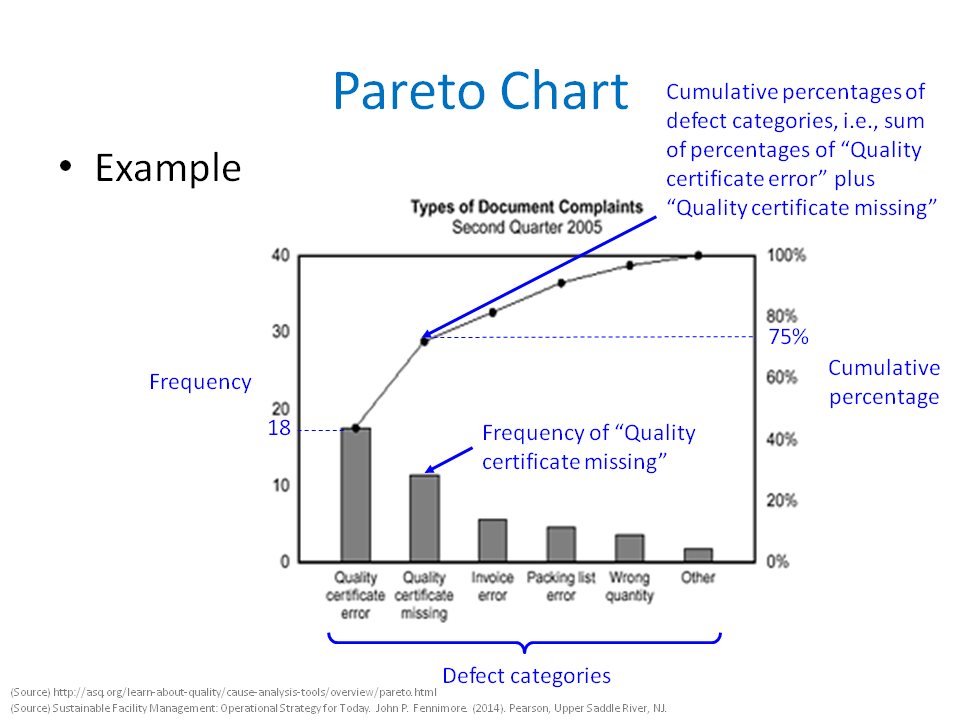 Pareto Chart
• Example
Cumulative percentages of
defect categories, i.e., sum
of percentages of “Quality
certificate error” plus
“Quality certificate missing”
Types of Document Complaints
Second Quarter 2005
40
30
20
18
10
0
Frequency
100%
80%
75%
60%
40%
20%
0%
Cumulative
percentage
Frequency of “Quality
certificate missing”
Quality
certificate
error
Quality
certificate
missing
Invoice
error
Packing list
error
Wrong
quantity
Other
Defect categories
(Source) http://asq.org/learn-about-quality/cause-analysis-tools/overview/pareto.html
(Source) Sustainable Facility Management: Operational Strategy for Today. John P. Fennimore. (2014). Pearson, Upper Saddle River, NJ.